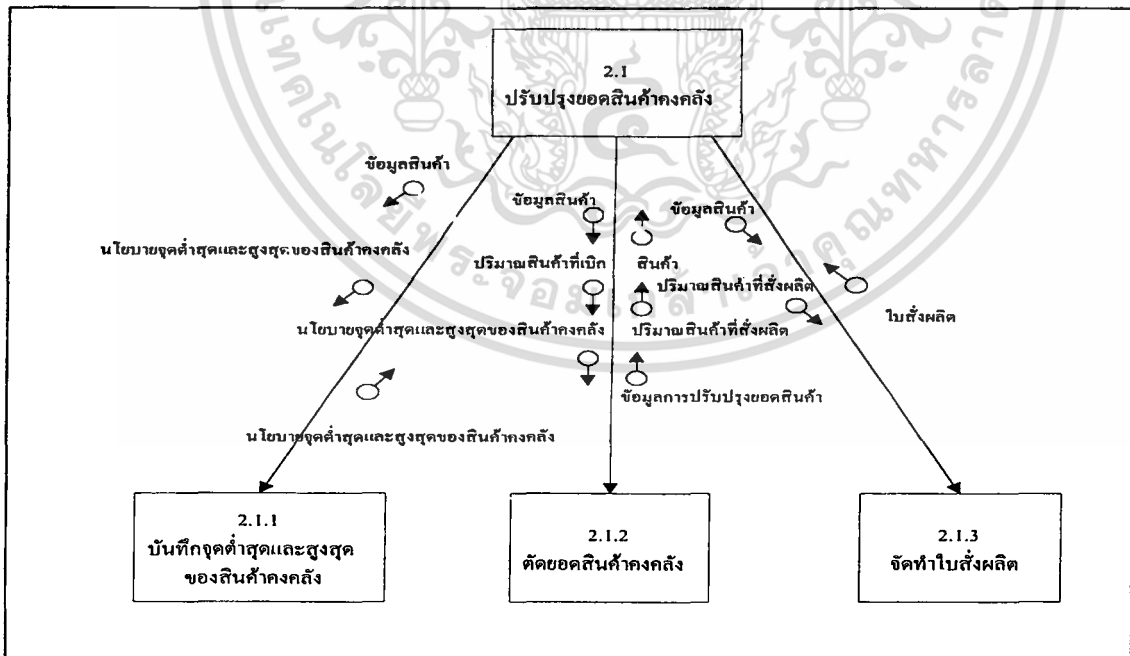 2.1
ปรับปรุงยอดสินค้าคงคลัง
ข้อมูลสินค้า
นโยบายจุดต่ำสุดและสูงสุดของสินค้าคงคลัง
นโยบายจุดต่ำสุดและสูงสุดของสินค้าคงคลัง
ข้อมูลสินค้า
ปริมาณสินค้าที่เบิก
นโยบายจุดต่ำสุดและสูงสุดของสินค้าคงคลัง
สินค้า
ปริมาณสินค้าที่สั่งผลิต
ข้อมูลการปรับปรุงยอดสินค้า
ข้อมูลสินค้า
ปริมาณสินค้าที่สั่งผลิต
ใบสั่งผลิต
2.1.1
บันทึกจุดต่ำสุดและสูงสุด
ของสินค้าคงคลัง
2.1.2
ตัดยอดสินค้าคงคลัง
2.1.3
จัดทำใบสั่งผลิต